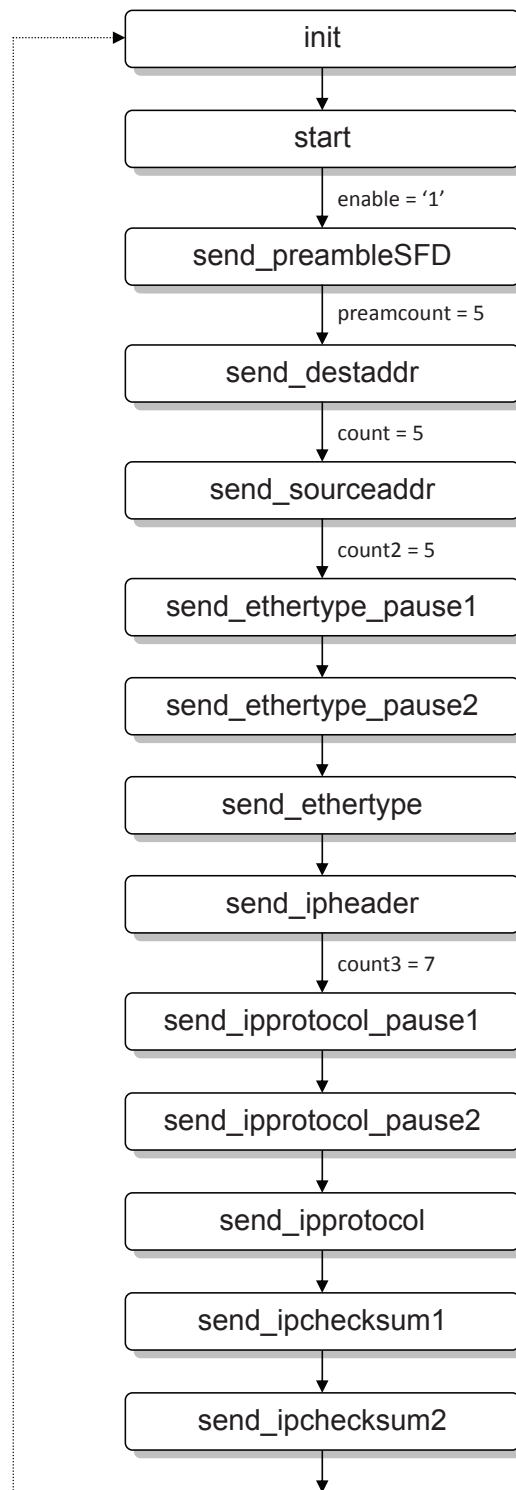 init
start
enable = ‘1’
send_preambleSFD
preamcount = 5
send_destaddr
count = 5
send_sourceaddr
count2 = 5
send_ethertype_pause1
send_ethertype_pause2
send_ethertype
send_ipheader
count3 = 7
send_ipprotocol_pause1
send_ipprotocol_pause2
send_ipprotocol
send_ipchecksum1
send_ipchecksum2